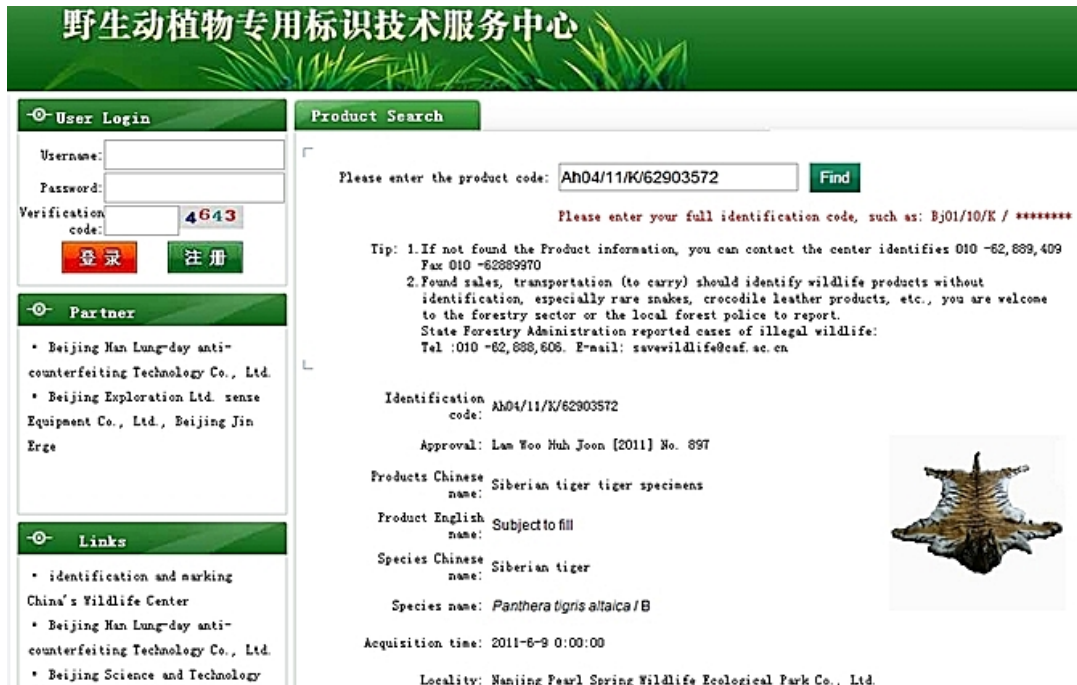 野生动植物专用标识技术服务中心
User Login
Username:
Password:
Verification
code:
4643
登录 注册
Partner
• Beijing Han Lung-day anti-
counterfeiting Technology Co., Ltd.
• Beijing Exploration Ltd. sense
Equipment Co., Ltd., Beijing Jin
Erge
Links
• identification and marking
China's Wildlife Center
• Beijing Han Lung-day anti-
counterfeiting Technology Co., Ltd.
• Beijing Science and Technology
Product Search
Please enter the product code: Ah04/11/K/62903572 Find
Please enter your full identification code, such as: Bj01/10/K / ********
Tip: 1.If not found the Product information, you can contact the center identifies 010 -62,889,409
Fax 010 -62889970
2.Found sales, transportation (to carry) should identify wildlife products without
identification, especially rare snakes, crocodile leather products, etc., you are welcome
to the forestry sector or the local forest police to report.
State Forestry Administration reported cases of illegal wildlife:
Tel :010 -62,888,606. E-mail: savewildlife@caf.ac.cn
Identification
code: Ah04/11/K/62903572
Approval: Lam Woo Huh Joon [2011] No. 897
Products Chinese
name: Siberian tiger tiger specimens
Product English
name: Subject to fill
Species Chinese
name: Siberian tiger
Species name: Panthera tigris altaica / B
Acquisition time: 2011-6-9 0:00:00
Locality: Nanjing Pearl Spring Wildlife Ecological Park Co., Ltd.